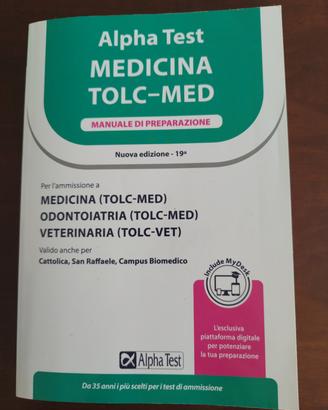 Alpha Test
MEDICINA
TOLC–MED
MANUALE DI PREPARAZIONE
Nuova edizione - 19ª
Per l'ammissione a
MEDICINA (TOLC-MED)
ODONTOIATRIA (TOLC-MED)
VETERINARIA (TOLC-VET)
Valido anche per
Cattolica, San Raffaele, Campus Biomedico
Include MyDesk
L'esclusiva
piattaforma digitale
per potenziare
la tua preparazione
Alpha Test
Da 35 anni i più scelti per i test di ammissione